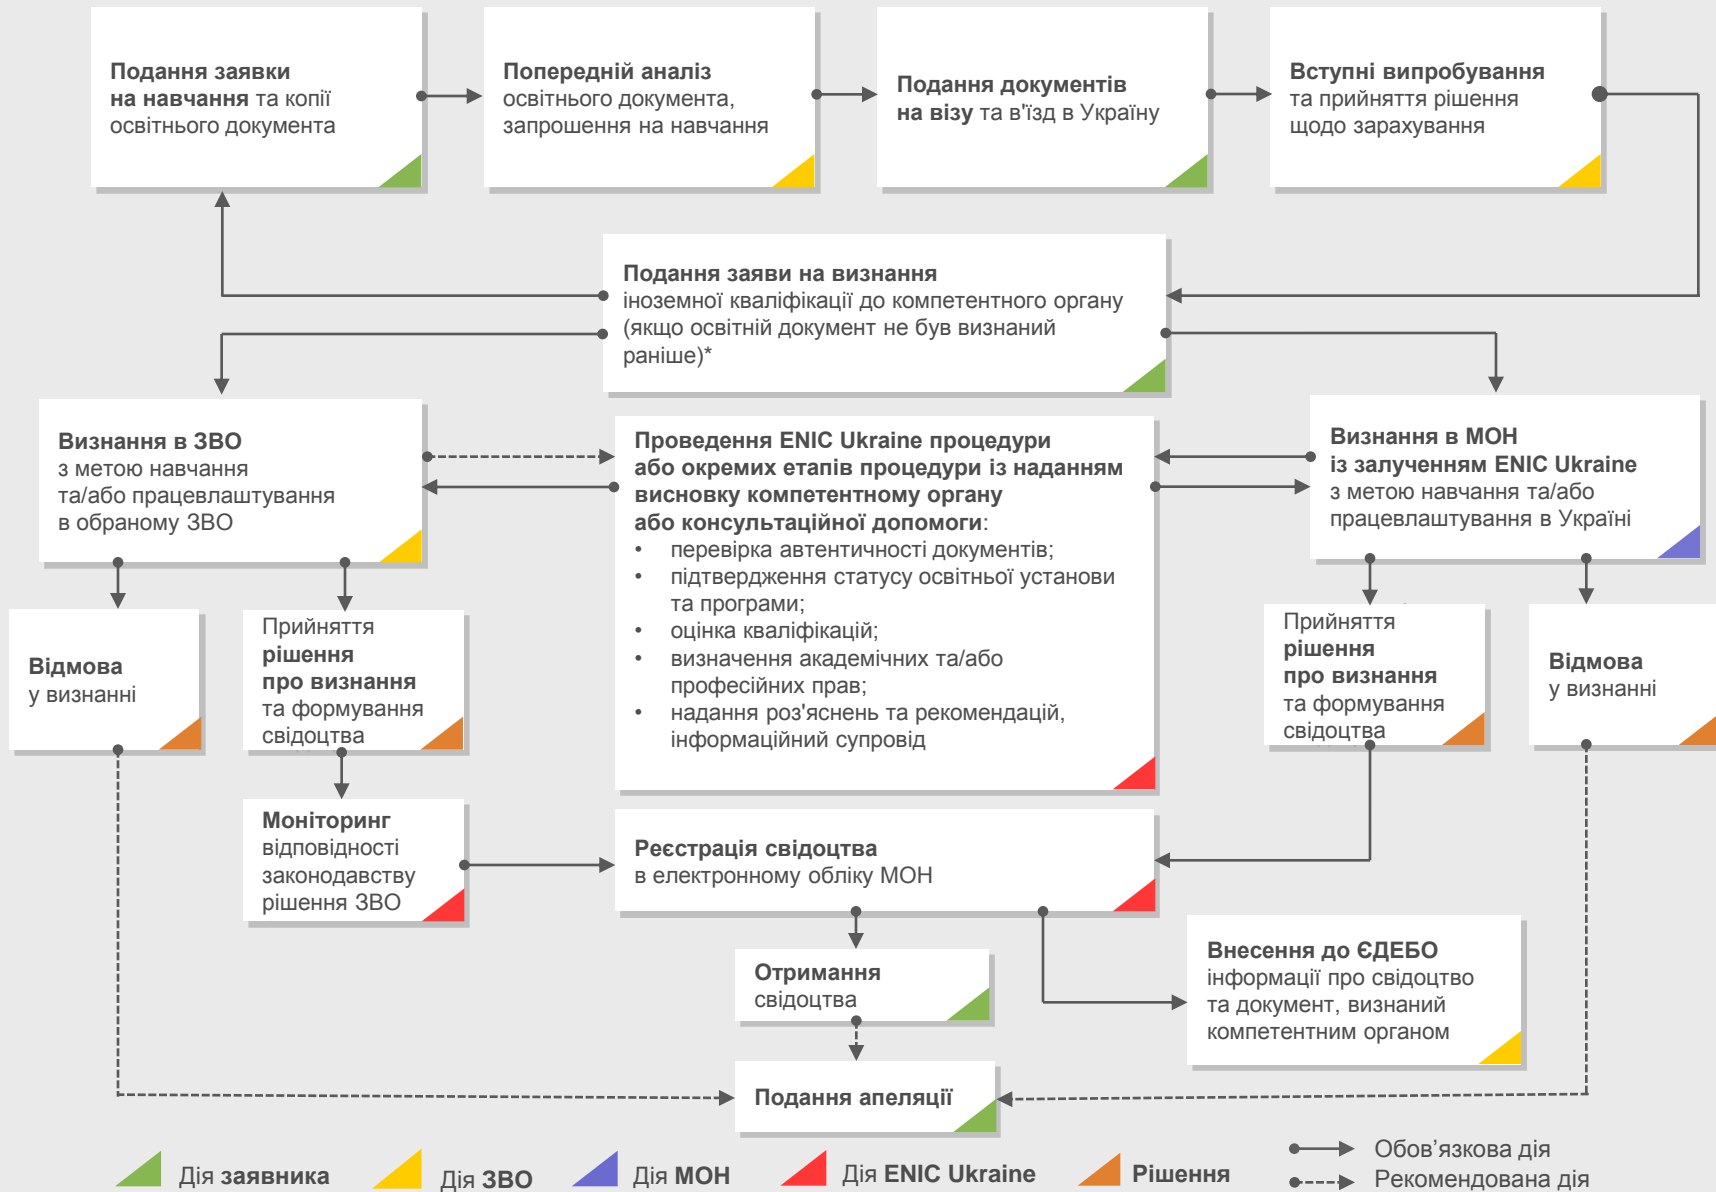 Подання заявки
на навчання та копії
освітнього документа
Попередній аналіз
освітнього документа,
запрошення на навчання
Подання документів
на візу та в'їзд в Україну
Вступні випробування
та прийняття рішення
щодо зарахування
Подання заяви на визнання
іноземної кваліфікації до компетентного органу
(якщо освітній документ не був визнаний
раніше)*
Визнання в ЗВО
з метою навчання
та/або працевлаштування
в обраному ЗВО
Проведення ENIC Ukraine процедури
або окремих етапів процедури із наданням
висновку компетентному органу
або консультаційної допомоги:
• перевірка автентичності документів;
• підтвердження статусу освітньої установи
та програми;
• оцінка кваліфікацій;
• визначення академічних та/або
професійних прав;
• надання роз'яснень та рекомендацій,
інформаційний супровід
Визнання в МОН
із залученням ENIC Ukraine
з метою навчання та/або
працевлаштування в Україні
Відмова
у визнанні
Прийняття
рішення
про визнання
та формування
свідоцтва
Прийняття
рішення
про визнання
та формування
свідоцтва
Відмова
у визнанні
Моніторинг
відповідності
законодавству
рішення ЗВО
Реєстрація свідоцтва
в електронному обліку МОН
Отримання
свідоцтва
Внесення до ЄДЕБО
інформації про свідоцтво
та документ, визнаний
компетентним органом
Подання апеляції
Дія заявника
Дія ЗВО
Дія МОН
Дія ENIC Ukraine
Рішення
Обов’язкова дія
Рекомендована дія